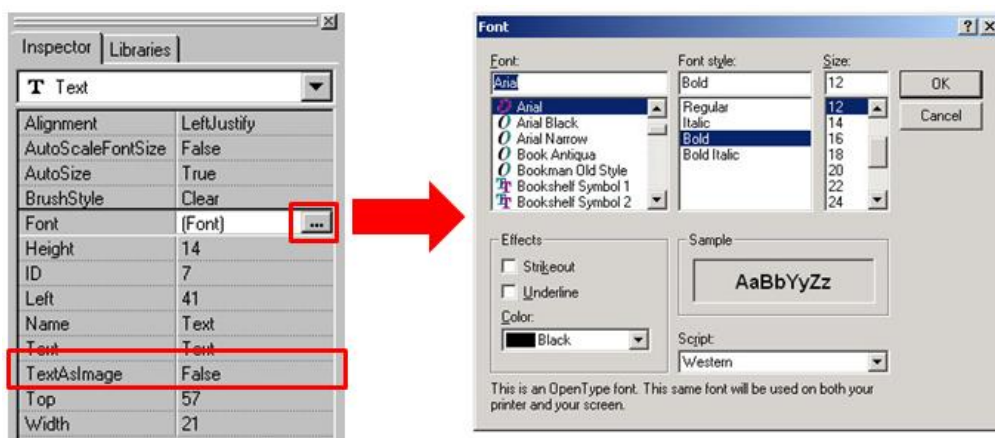 Inspector Libraries
T Text
Alignment LeftJustify
AutoScaleFontSize False
AutoSize True
BrushStyle Clear
Font (Font) ...
Height 14
ID 7
Left 41
Name Text
Text Text
TextAsImage False
Top 57
Width 21
Font
Font: Font style: Size:
Arial Bold 12 OK
Arial Regular 12 Cancel
Arial Black Italic 14
Arial Narrow Bold 16
Book Antiqua Bold Italic 18
Bookman Old Style 20
Bookshelf Symbol 1 22
Bookshelf Symbol 2 24
Effects Sample
Strikeout AaBbYyZz
Underline
Color:
Black Script:
Western
This is an OpenType font. This same font will be used on both your
printer and your screen.